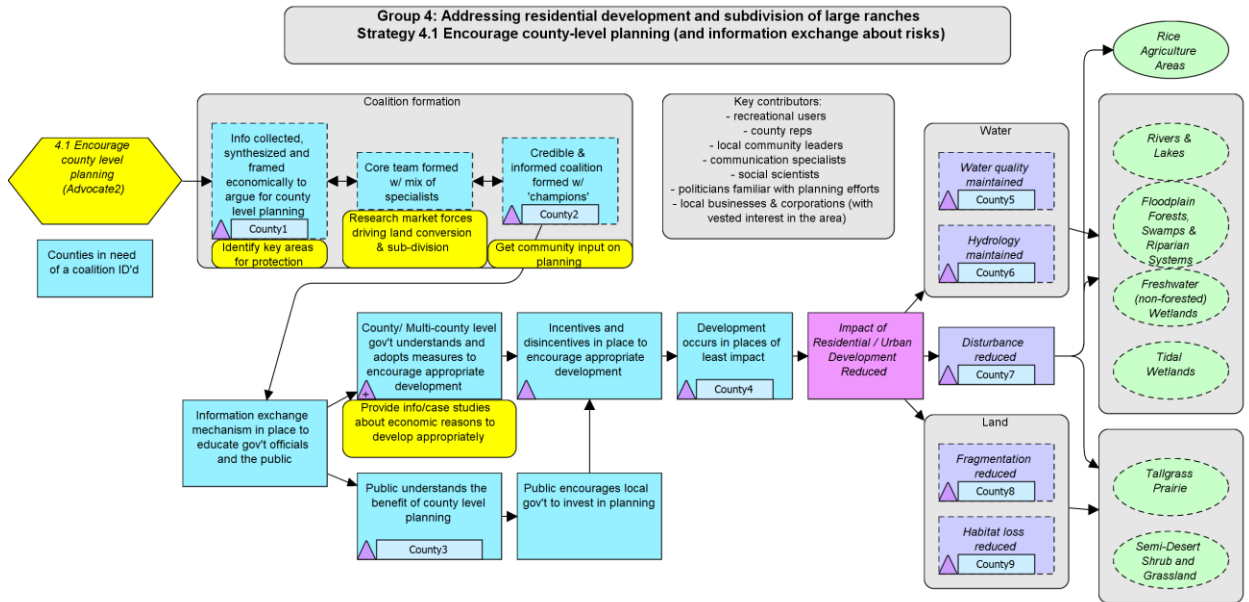 Group 4: Addressing residential development and subdivision of large ranches
Strategy 4.1 Encourage county-level planning (and information exchange about risks)
4.1 Encourage
county level
planning
(Advocate2)
Counties in need
of a coalition ID'd
Coalition formation
Info collected,
synthesized and
framed
economically to
argue for county
level planning
County1
Identify key areas
for protection
Core team formed
w/ mix of
specialists
Research market forces
driving land conversion
& sub-division
Credible &
informed coalition
formed w/
'champions'
County2
Get community input on
planning
Key contributors:
- recreational users
- county reps
- local community leaders
- communication specialists
- social scientists
- politicians familiar with planning efforts
- local businesses & corporations (with
vested interest in the area)
Information exchange
mechanism in place to
educate gov't officials
and the public
County/ Multi-county level
gov't understands and
adopts measures to
encourage appropriate
development
+
Provide info/case studies
about economic reasons to
develop appropriately
Public understands the
benefit of county level
planning
County3
Incentives and
disincentives in place to
encourage appropriate
development
Public encourages local
gov't to invest in planning
Development
occurs in places of
least impact
County4
Impact of
Residential / Urban
Development
Reduced
Water
Water quality
maintained
County5
Hydrology
maintained
County6
Disturbance
reduced
County7
Land
Fragmentation
reduced
County8
Habitat loss
reduced
County9
Rice
Agriculture
Areas
Rivers &
Lakes
Floodplain
Forests,
Swamps &
Riparian
Systems
Freshwater
(non-forested)
Wetlands
Tidal
Wetlands
Tallgrass
Prairie
Semi-Desert
Shrub and
Grassland